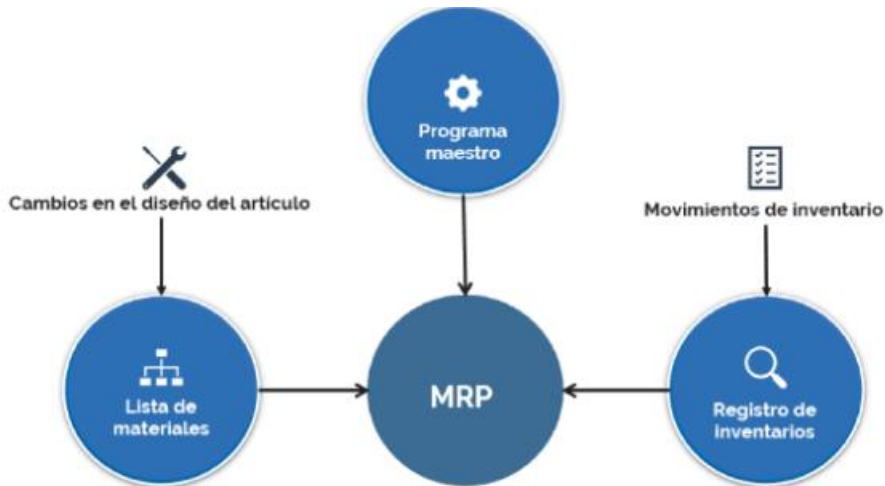 Programa
maestro
Cambios en el diseño del artículo
Movimientos de inventario
Lista de
materiales
MRP
Registro de
inventarios